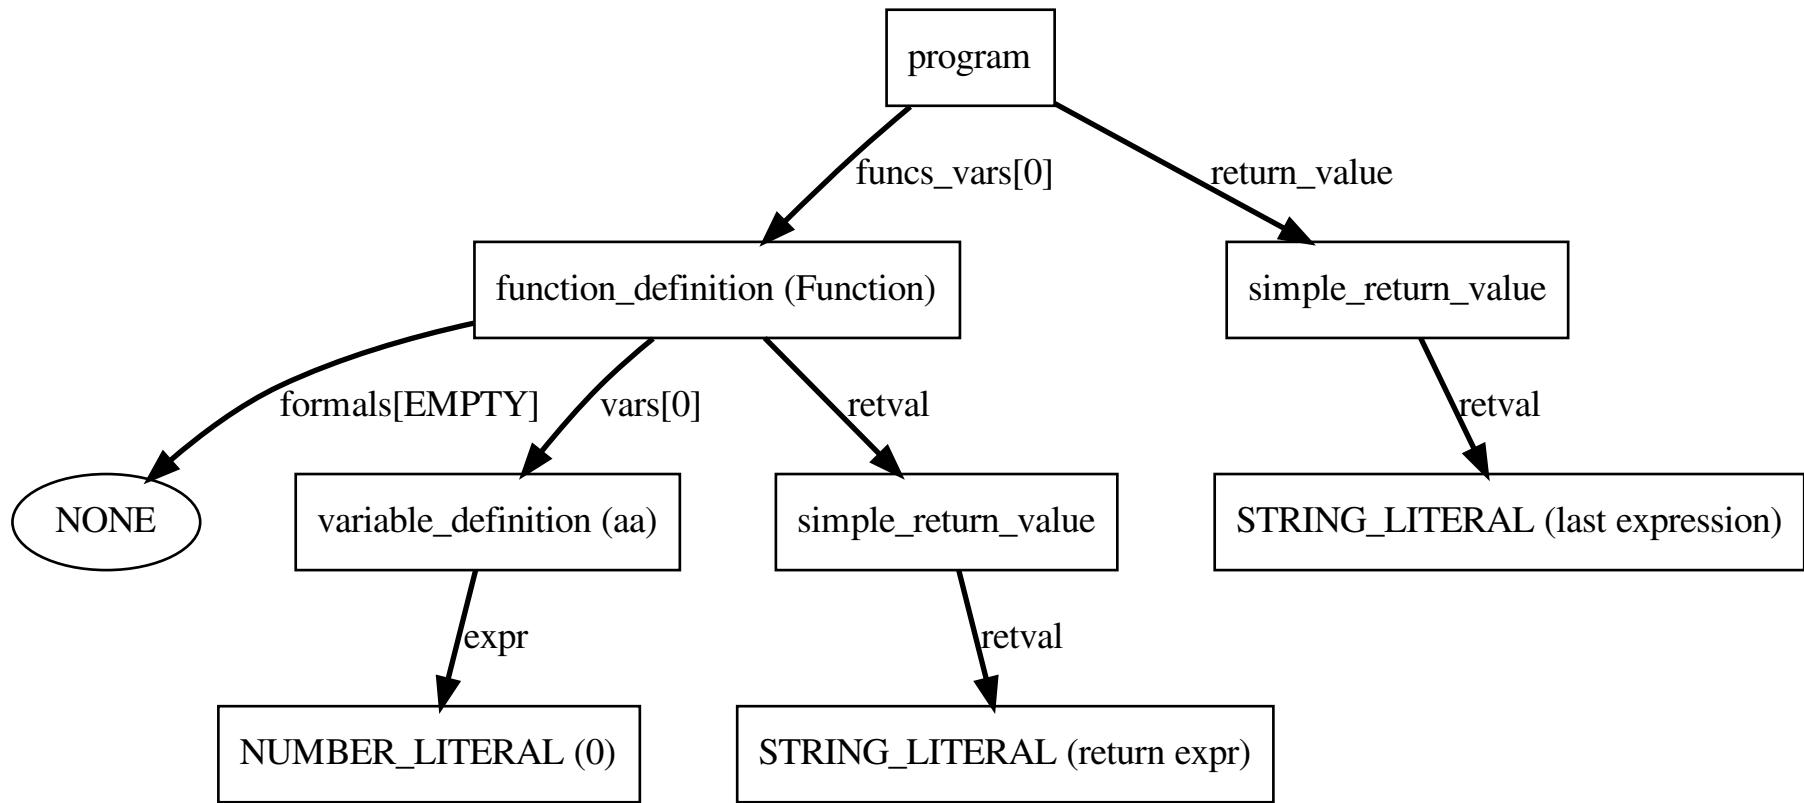 program
funcs_vars[0]
return_value
function_definition (Function)
simple_return_value
formals[EMPTY]
vars[0]
retval
retval
NONE
variable_definition (aa)
simple_return_value
STRING_LITERAL (last expression)
expr
retval
NUMBER_LITERAL (0)
STRING_LITERAL (return expr)